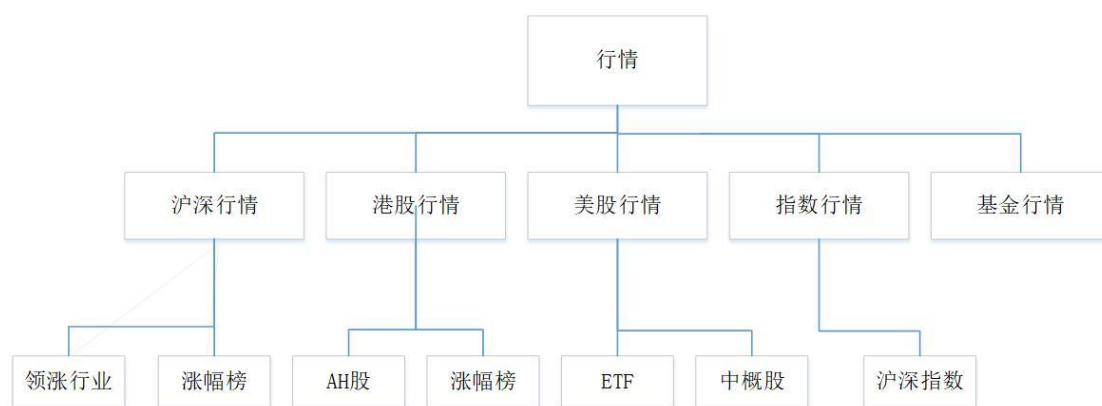 行情
沪深行情
港股行情
美股行情
指数行情
基金行情
领涨行业
涨幅榜
AH股
涨幅榜
ETF
中概股
沪深指数